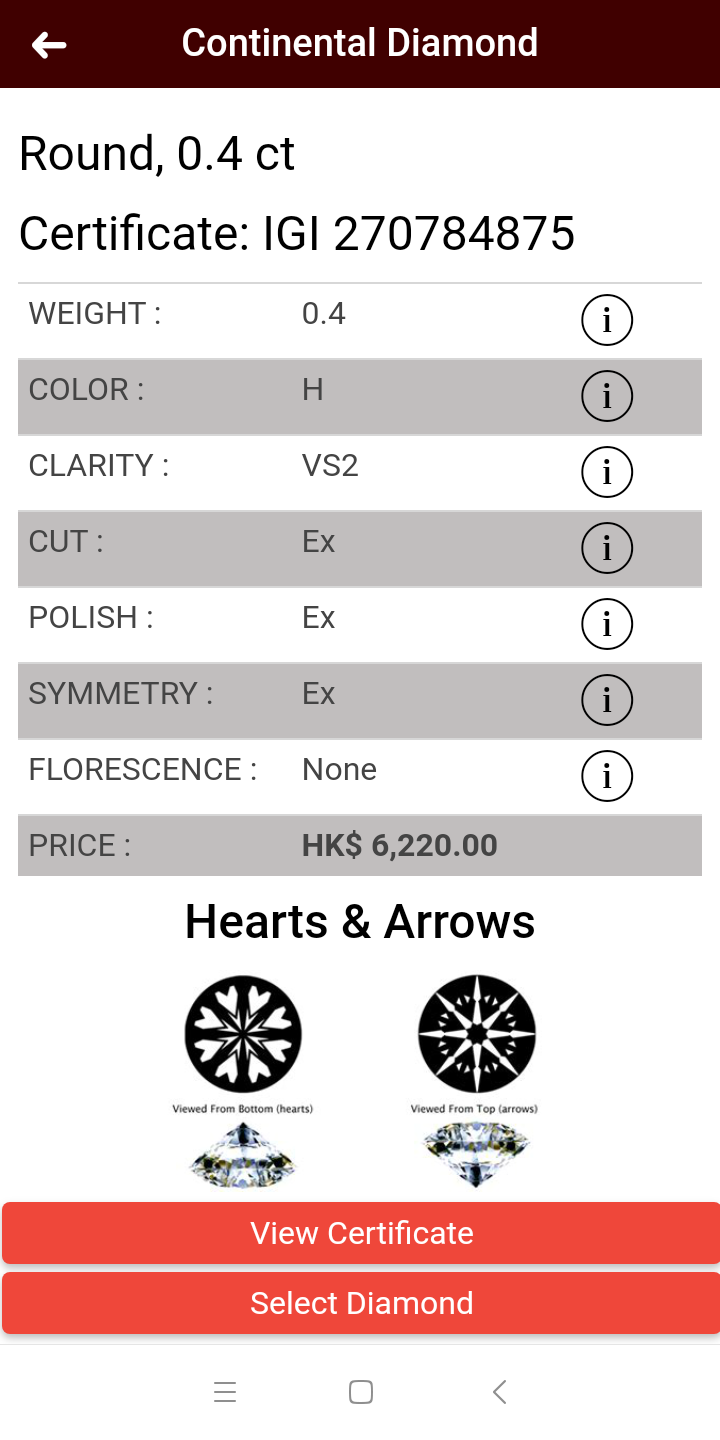 Continental Diamond
Round, 0.4 ct
Certificate: IGI 270784875
WEIGHT : 0.4 i
COLOR : H i
CLARITY : VS2 i
CUT : Ex i
POLISH : Ex i
SYMMETRY : Ex i
FLORESCENCE : None i
PRICE : HK$ 6,220.00
Hearts & Arrows
Viewed From Bottom (hearts) Viewed From Top (arrows)
View Certificate
Select Diamond